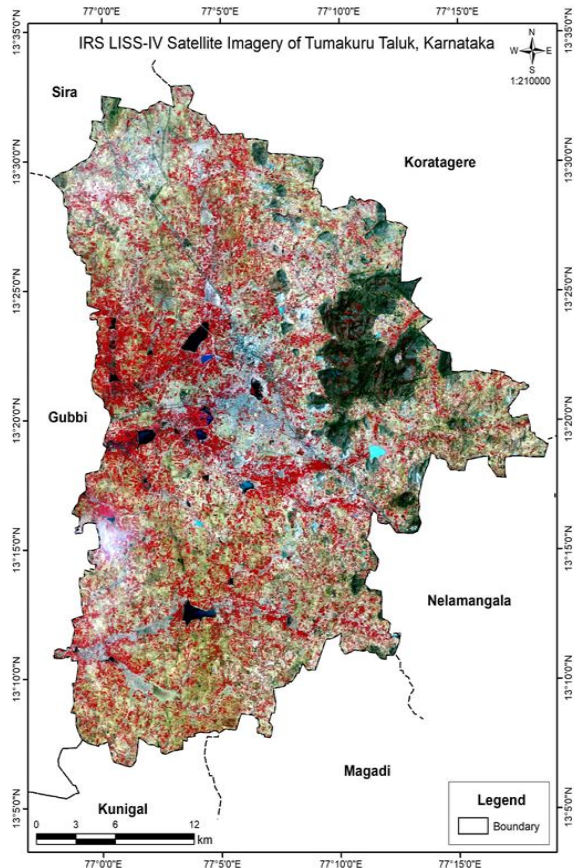 77°0'0"E
77°5'0"E
77°10'0"E
77°15'0"E
IRS LISS-IV Satellite Imagery of Tumakuru Taluk, Karnataka
N
W E
S
1:210000
13°35'0"N
13°35'0"N
Sira
Koratagere
13°30'0"N
13°30'0"N
13°25'0"N
13°25'0"N
Gubbi
13°20'0"N
13°20'0"N
13°15'0"N
13°15'0"N
Nelamangala
13°10'0"N
13°10'0"N
Magadi
Kunigal
13°5'0"N
13°5'0"N
Legend
Boundary
0 3 6 12
km
77°0'0"E
77°5'0"E
77°10'0"E
77°15'0"E